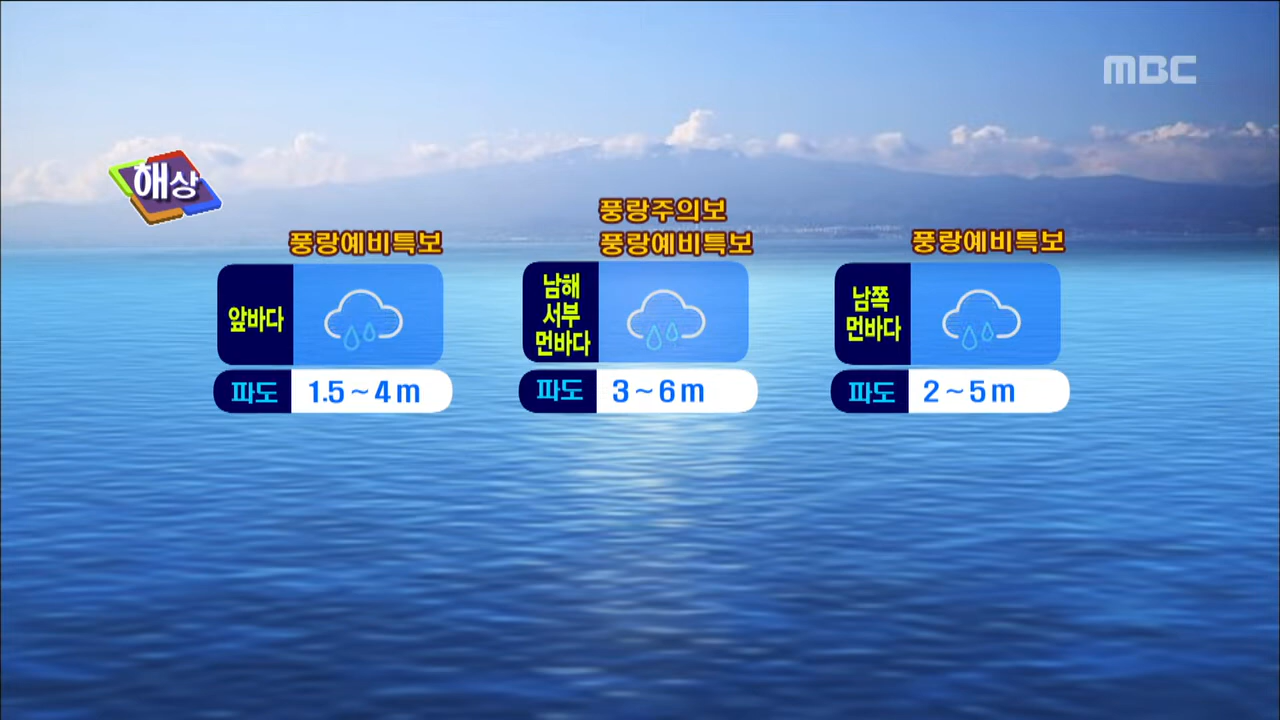 MBC
해상
풍랑예비특보
앞바다
파도 1.5~4m
풍랑주의보
풍랑예비특보
남해
서부
먼바다
파도 3~6m
풍랑예비특보
남쪽
먼바다
파도 2~5m